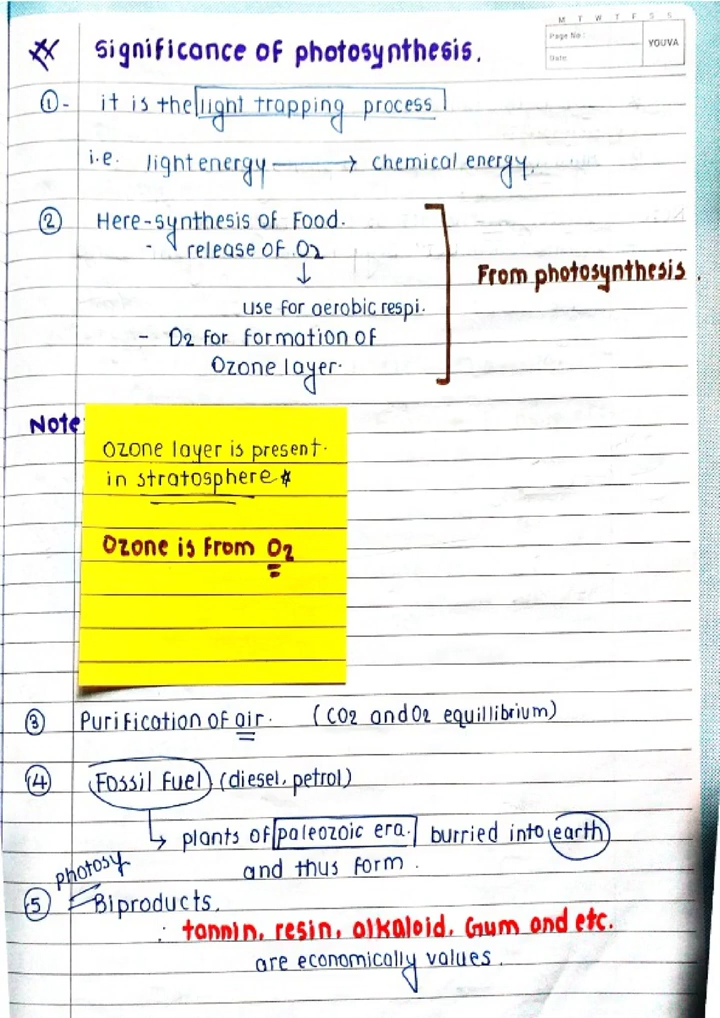 M T W T F S S
Page No:
YOUVA
Date:
Significance of photosynthesis.
① - it is the light trapping process
i.e. light energy ⟶ chemical energy.
② Here - synthesis of Food.
- release of O2
↓
use for aerobic respi.
- O2 for formation of
Ozone layer.
From photosynthesis.
Note:
Ozone layer is present.
in stratosphere *
Ozone is From O2
③ Purification of air. (CO2 and O2 equillibrium)
④ Fossil Fuel (diesel, petrol)
↳ plants of paleozoic era. burried into earth
and thus form.
photosy
⑤ Biproducts.
: tannin, resin, alkaloid, Gum and etc.
are economically values.